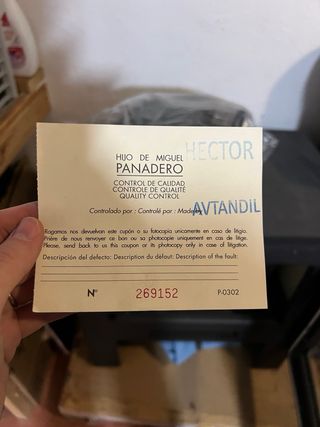 HIJO DE MIGUEL
PANADERO
HECTOR
CONTROL DE CALIDAD
CONTROLE DE QUALITÉ
QUALITY CONTROL
Controlado por : Controlé par : Made by
AVTANDIL
Rogamos nos devuelvan este cupón o su fotocopia unicamente en caso de litigio.
Prière de nous renvoyer ce bon ou sa photocopie uniquement en cas de litige.
Please, send back to us this coupon or its photocopy only in case of litigation.
Descripción del defecto: Description du défaut: Description of the fault:
Nº 269152 P-0302